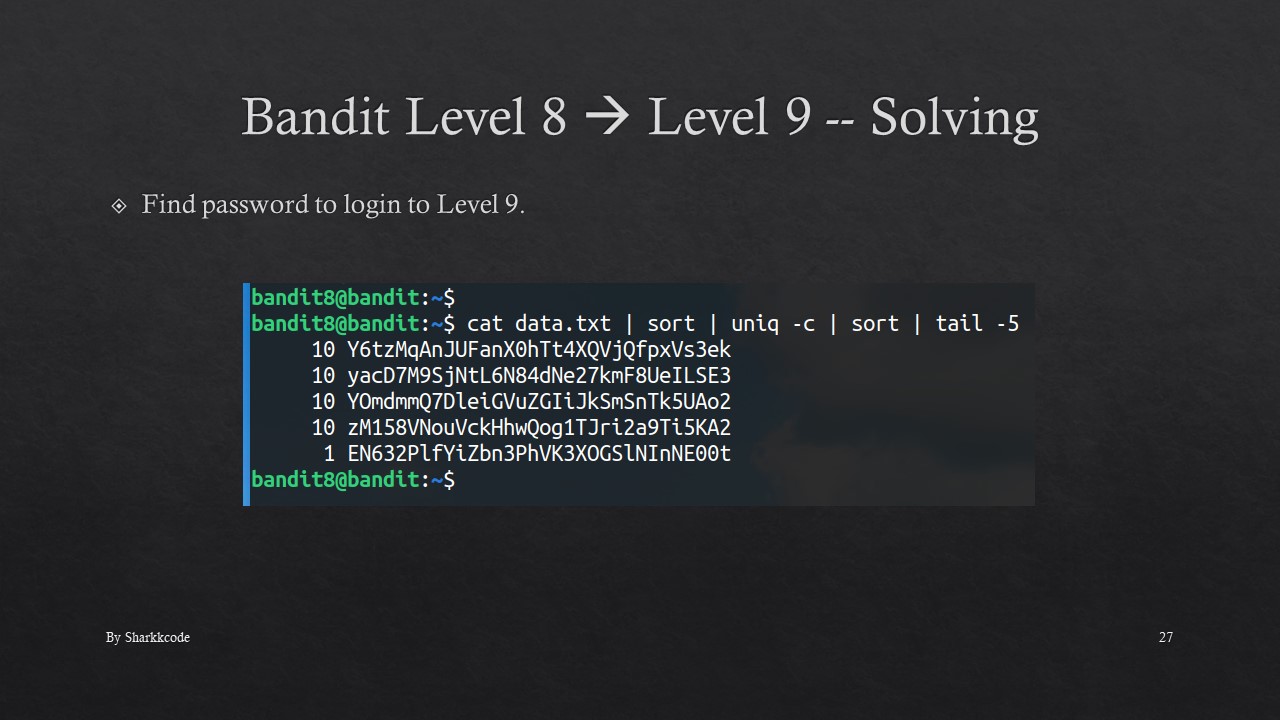 Bandit Level 8 → Level 9 -- Solving
Find password to login to Level 9.
bandit8@bandit:~$
bandit8@bandit:~$ cat data.txt | sort | uniq -c | sort | tail -5
10 Y6tzMqAnJUFanX0hTt4XQVjQfpxVs3ek
10 yacD7M9SjNtL6N84dNe27kmF8UeILSE3
10 YOmdmmQ7DleiGVuZGIiJkSmSnTk5UAo2
10 zM158VNouVckHhwQog1TJri2a9Ti5KA2
1 EN632PlfYiZbn3PhVK3XOGSlNInNE00t
bandit8@bandit:~$
By Sharkkcode
27